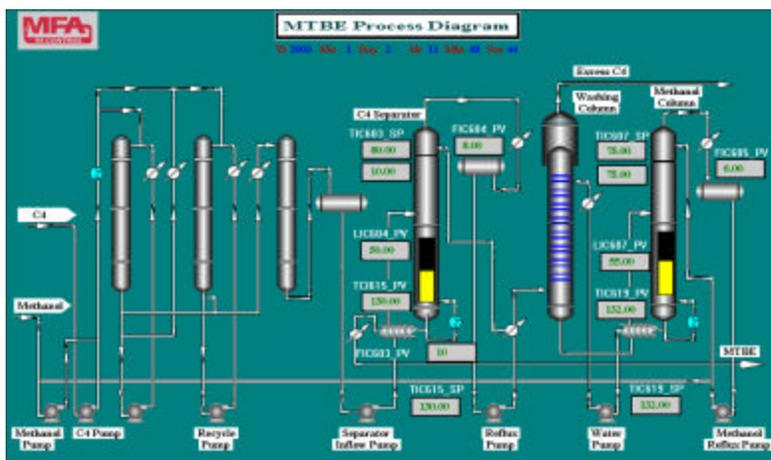 MFA
MTBE Process Diagram
Excess C4
Washing
Column
Methanol
Column
C4 Separator
TIC603_SP
80.00
10.00
FIC604_PV
8.00
TIC607_SP
75.00
75.00
FIC605_PV
6.00
C4
LIC604_PV
50.00
LIC607_PV
55.00
TIC615_PV
130.00
TIC619_PV
132.00
Methanol
FIC603_PV
10
MTBE
TIC615_SP
130.00
TIC619_SP
132.00
Methanol
Pump
C4 Pump
Recycle
Pump
Separator
Inflow Pump
Reflux
Pump
Water
Pump
Methanol
Reflux Pump